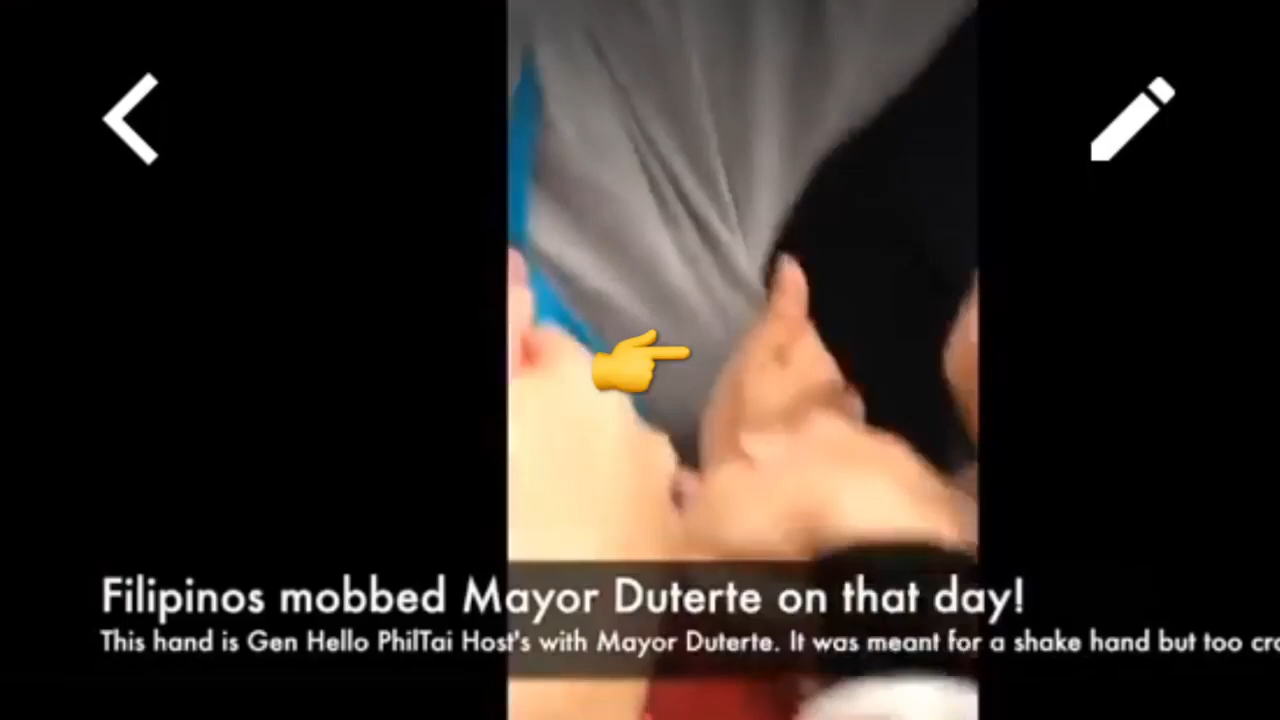 Filipinos mobbed Mayor Duterte on that day!
This hand is Gen Hello PhilTai Host's with Mayor Duterte. It was meant for a shake hand but too